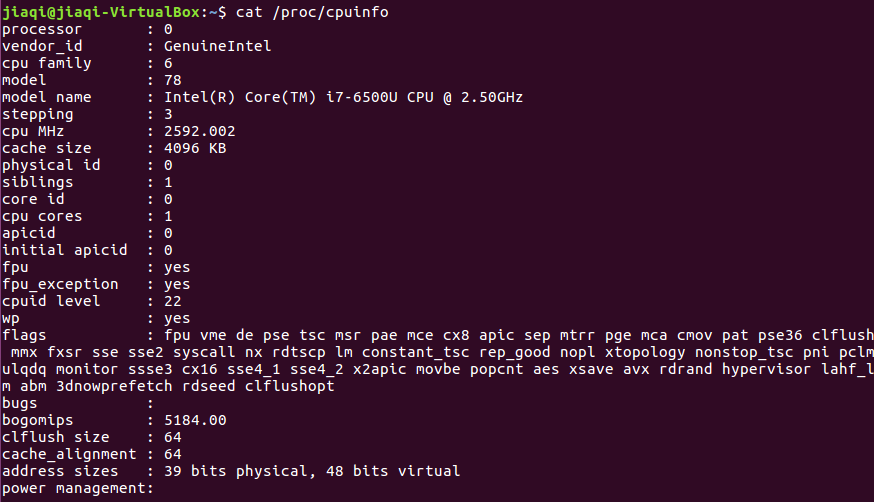 jiaqi@jiaqi-VirtualBox:~$ cat /proc/cpuinfo
processor       : 0
vendor_id       : GenuineIntel
cpu family      : 6
model           : 78
model name      : Intel(R) Core(TM) i7-6500U CPU @ 2.50GHz
stepping        : 3
cpu MHz         : 2592.002
cache size      : 4096 KB
physical id     : 0
siblings        : 1
core id         : 0
cpu cores       : 1
apicid          : 0
initial apicid  : 0
fpu             : yes
fpu_exception   : yes
cpuid level     : 22
wp              : yes
flags           : fpu vme de pse tsc msr pae mce cx8 apic sep mtrr pge mca cmov pat pse36 clflush
 mmx fxsr sse sse2 syscall nx rdtscp lm constant_tsc rep_good nopl xtopology nonstop_tsc pni pclm
ulqdq monitor ssse3 cx16 sse4_1 sse4_2 x2apic movbe popcnt aes xsave avx rdrand hypervisor lahf_l
m abm 3dnowprefetch rdseed clflushopt
bugs            :
bogomips        : 5184.00
clflush size    : 64
cache_alignment : 64
address sizes   : 39 bits physical, 48 bits virtual
power management: